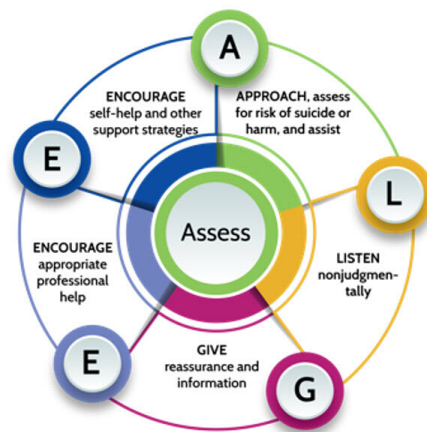 A
APPROACH, assess
for risk of suicide or
harm, and assist
L
LISTEN
nonjudgmen-
tally
G
GIVE
reassurance and
information
E
ENCOURAGE
appropriate
professional
help
E
ENCOURAGE
self-help and other
support strategies
Assess